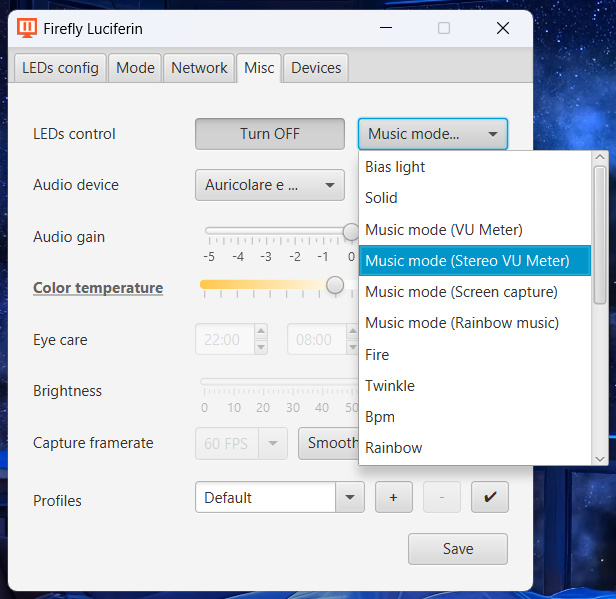 Firefly Luciferin
LEDs config Mode Network Misc Devices
LEDs control Turn OFF Music mode...
Bias light
Solid
Music mode (VU Meter)
Music mode (Stereo VU Meter)
Music mode (Screen capture)
Music mode (Rainbow music)
Fire
Twinkle
Bpm
Rainbow
Audio device Auricolare e ...
Audio gain
-5 -4 -3 -2 -1 0
Color temperature
Eye care 22:00 08:00
Brightness
0 10 20 30 40 50
Capture framerate 60 FPS Smooth
Profiles Default + - ✔
Save